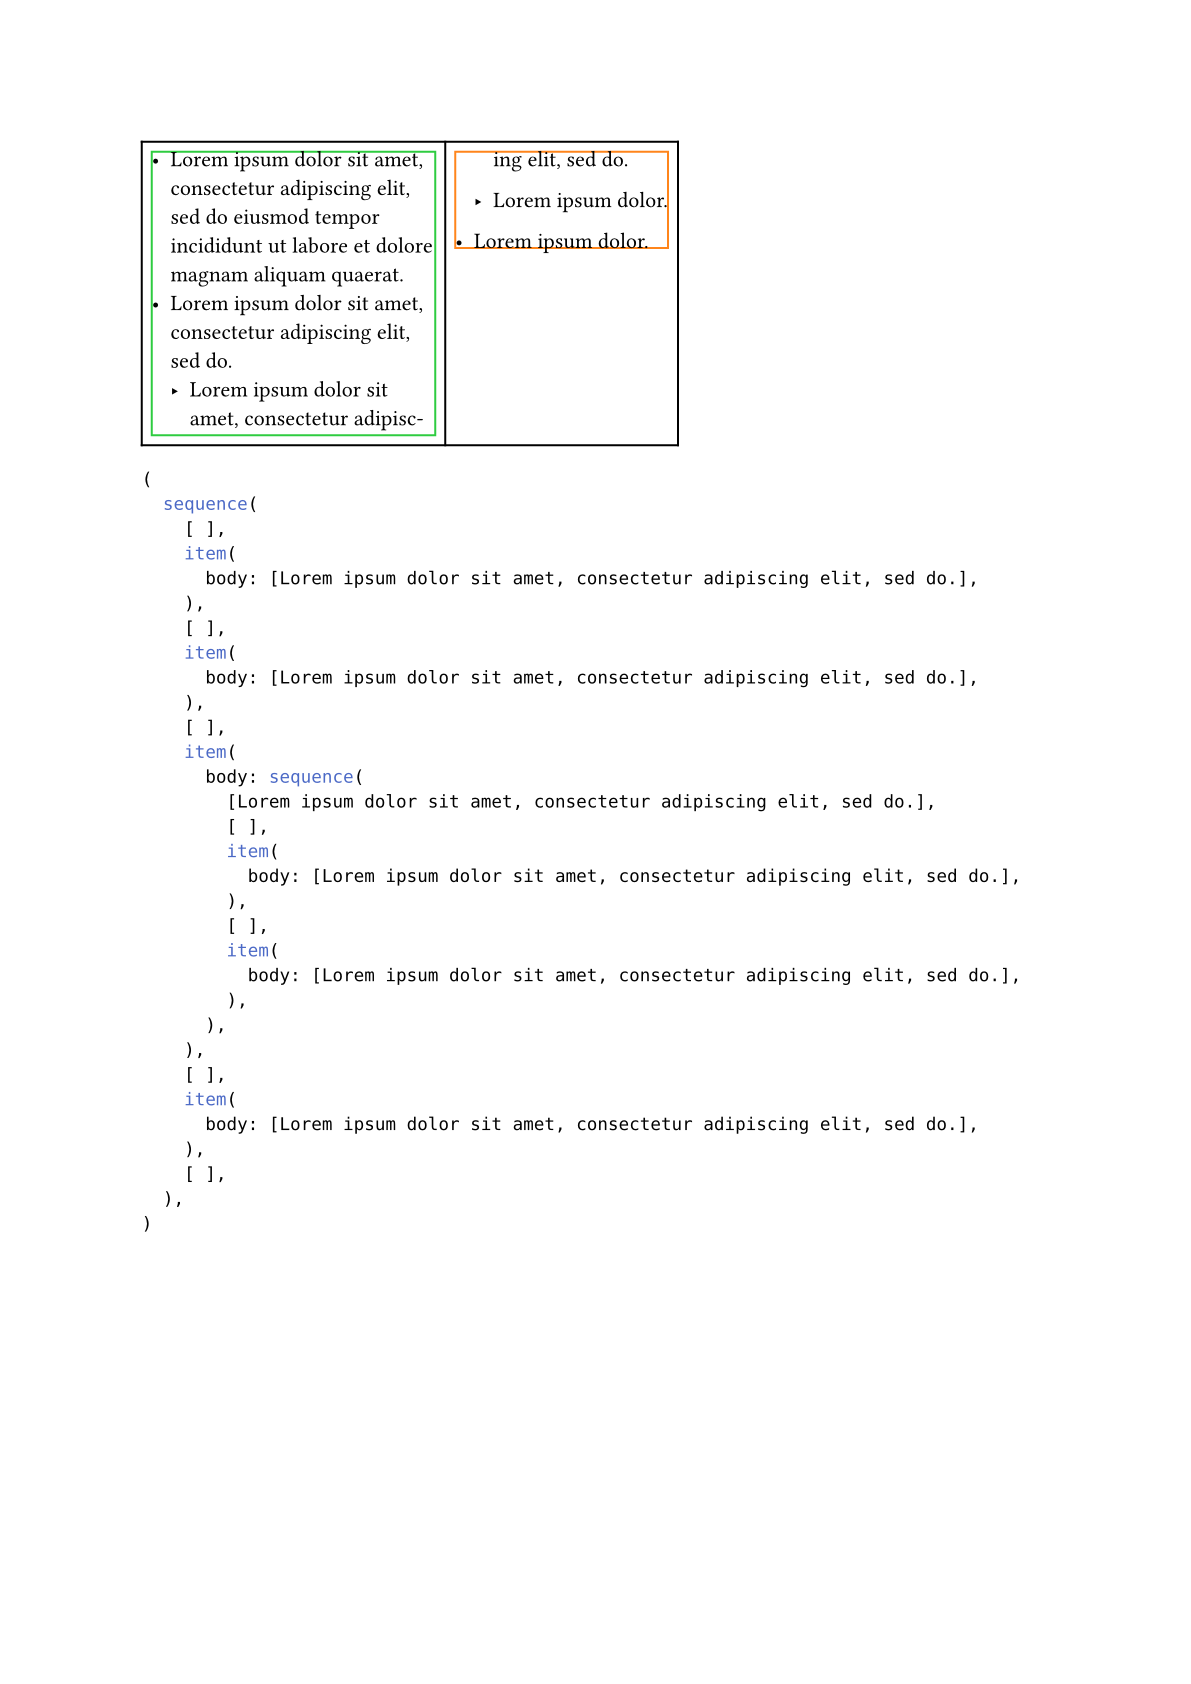 • Lorem ipsum dolor sit amet,
consectetur adipiscing elit,
sed do eiusmod tempor
incididunt ut labore et dolore
magnam aliquam quaerat.
• Lorem ipsum dolor sit amet,
consectetur adipiscing elit,
sed do.
‣ Lorem ipsum dolor sit
amet, consectetur adipisc-
ing elit, sed do.
‣ Lorem ipsum dolor.
• Lorem ipsum dolor.
(
  sequence(
    [ ],
    item(
      body: [Lorem ipsum dolor sit amet, consectetur adipiscing elit, sed do.],
    ),
    [ ],
    item(
      body: [Lorem ipsum dolor sit amet, consectetur adipiscing elit, sed do.],
    ),
    [ ],
    item(
      body: sequence(
        [Lorem ipsum dolor sit amet, consectetur adipiscing elit, sed do.],
        [ ],
        item(
          body: [Lorem ipsum dolor sit amet, consectetur adipiscing elit, sed do.],
        ),
        [ ],
        item(
          body: [Lorem ipsum dolor sit amet, consectetur adipiscing elit, sed do.],
        ),
      ),
    ),
    [ ],
    item(
      body: [Lorem ipsum dolor sit amet, consectetur adipiscing elit, sed do.],
    ),
    [ ],
  ),
)